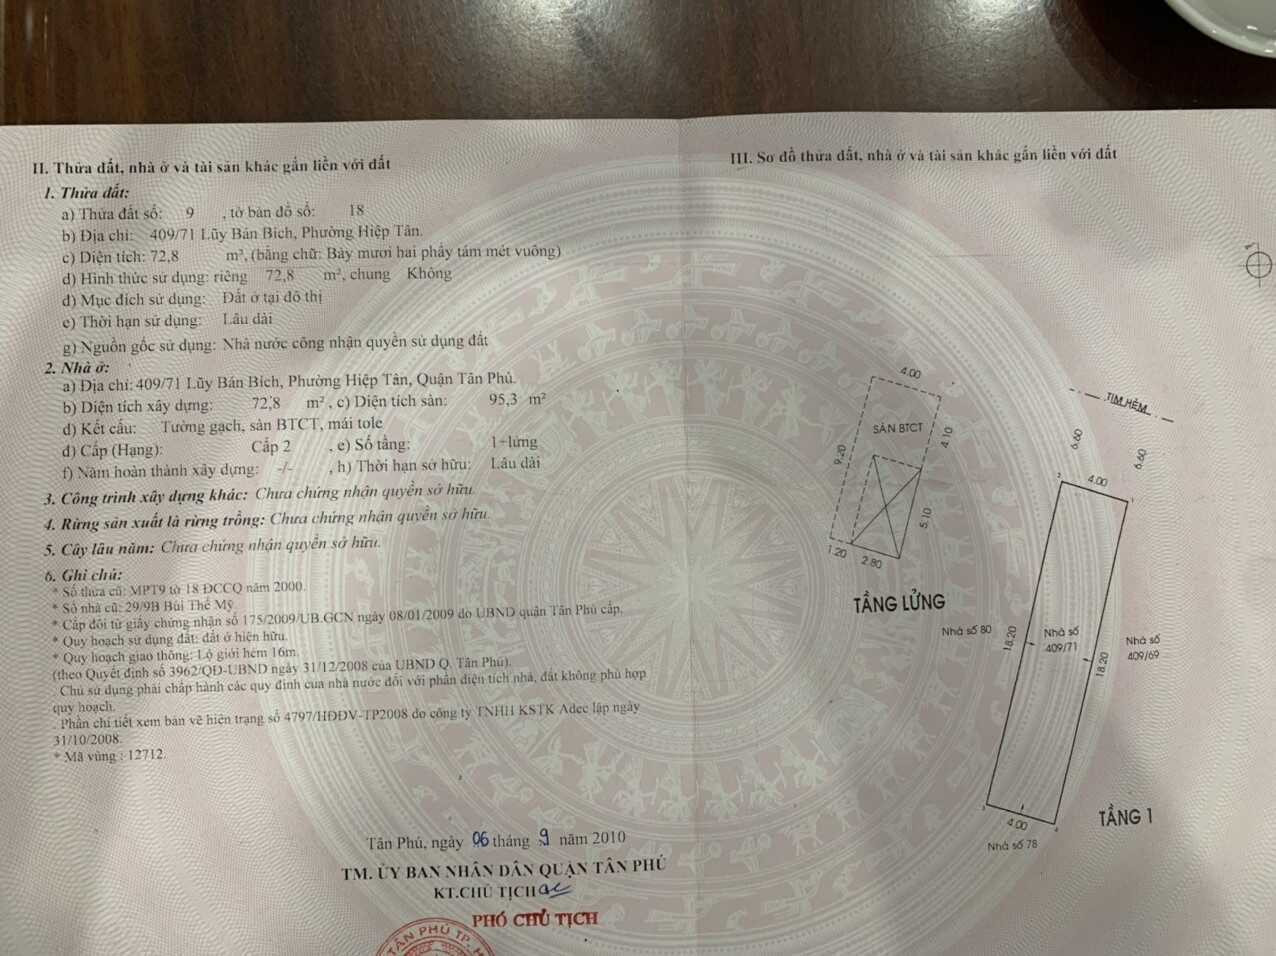 II. Thửa đất, nhà ở và tài sản khác gắn liền với đất
1. Thửa đất:
a) Thửa đất số: 9 , tờ bản đồ số: 18
b) Địa chỉ: 409/71 Lũy Bán Bích, Phường Hiệp Tân.
c) Diện tích: 72,8 m², (bằng chữ: Bảy mươi hai phẩy tám mét vuông)
d) Hình thức sử dụng: riêng 72,8 m², chung Không
đ) Mục đích sử dụng: Đất ở tại đô thị
e) Thời hạn sử dụng: Lâu dài
g) Nguồn gốc sử dụng: Nhà nước công nhận quyền sử dụng đất
2. Nhà ở:
a) Địa chỉ: 409/71 Lũy Bán Bích, Phường Hiệp Tân, Quận Tân Phú.
b) Diện tích xây dựng: 72,8 m² , c) Diện tích sàn: 95,3 m²
d) Kết cấu: Tường gạch, sàn BTCT, mái tole
đ) Cấp (Hạng): Cấp 2 , e) Số tầng: 1+lửng
f) Năm hoàn thành xây dựng: -/- , h) Thời hạn sở hữu: Lâu dài
3. Công trình xây dựng khác: Chưa chứng nhận quyền sở hữu.
4. Rừng sản xuất là rừng trồng: Chưa chứng nhận quyền sở hữu.
5. Cây lâu năm: Chưa chứng nhận quyền sở hữu.
6. Ghi chú:
* Số thửa cũ: MPT9 tờ 18 ĐCCQ năm 2000.
* Số nhà cũ: 29/9B Bùi Thế Mỹ.
* Cấp đổi từ giấy chứng nhận số 175/2009/UB.GCN ngày 08/01/2009 do UBND quận Tân Phú cấp.
* Quy hoạch sử dụng đất: đất ở hiện hữu.
* Quy hoạch giao thông: Lộ giới hẻm 16m.
(theo Quyết định số 3962/QĐ-UBND ngày 31/12/2008 của UBND Q. Tân Phú).
. Chủ sử dụng phải chấp hành các quy định của nhà nước đối với phần diện tích nhà, đất không phù hợp
quy hoạch.
. Phần chi tiết xem bản vẽ hiện trạng số 4797/HĐĐV-TP2008 do công ty TNHH KSTK Adec lập ngày
31/10/2008.
* Mã vùng : 12712.
Tân Phú, ngày 06 tháng 9 năm 2010
TM. ỦY BAN NHÂN DÂN QUẬN TÂN PHÚ
KT.CHỦ TỊCH
PHÓ CHỦ TỊCH
TÂN PHÚ TP. H
III. Sơ đồ thửa đất, nhà ở và tài sản khác gắn liền với đất
4.00
SÀN BTCT
9.20
4.10
5.10
1.20
2.80
TẦNG LỬNG
TIM HẺM
6.60
6.60
2
4.00
1
Nhà số 80
18.20
Nhà số
409/71
18.20
Nhà số
409/69
3
4.00
4
Nhà số 78
TẦNG 1